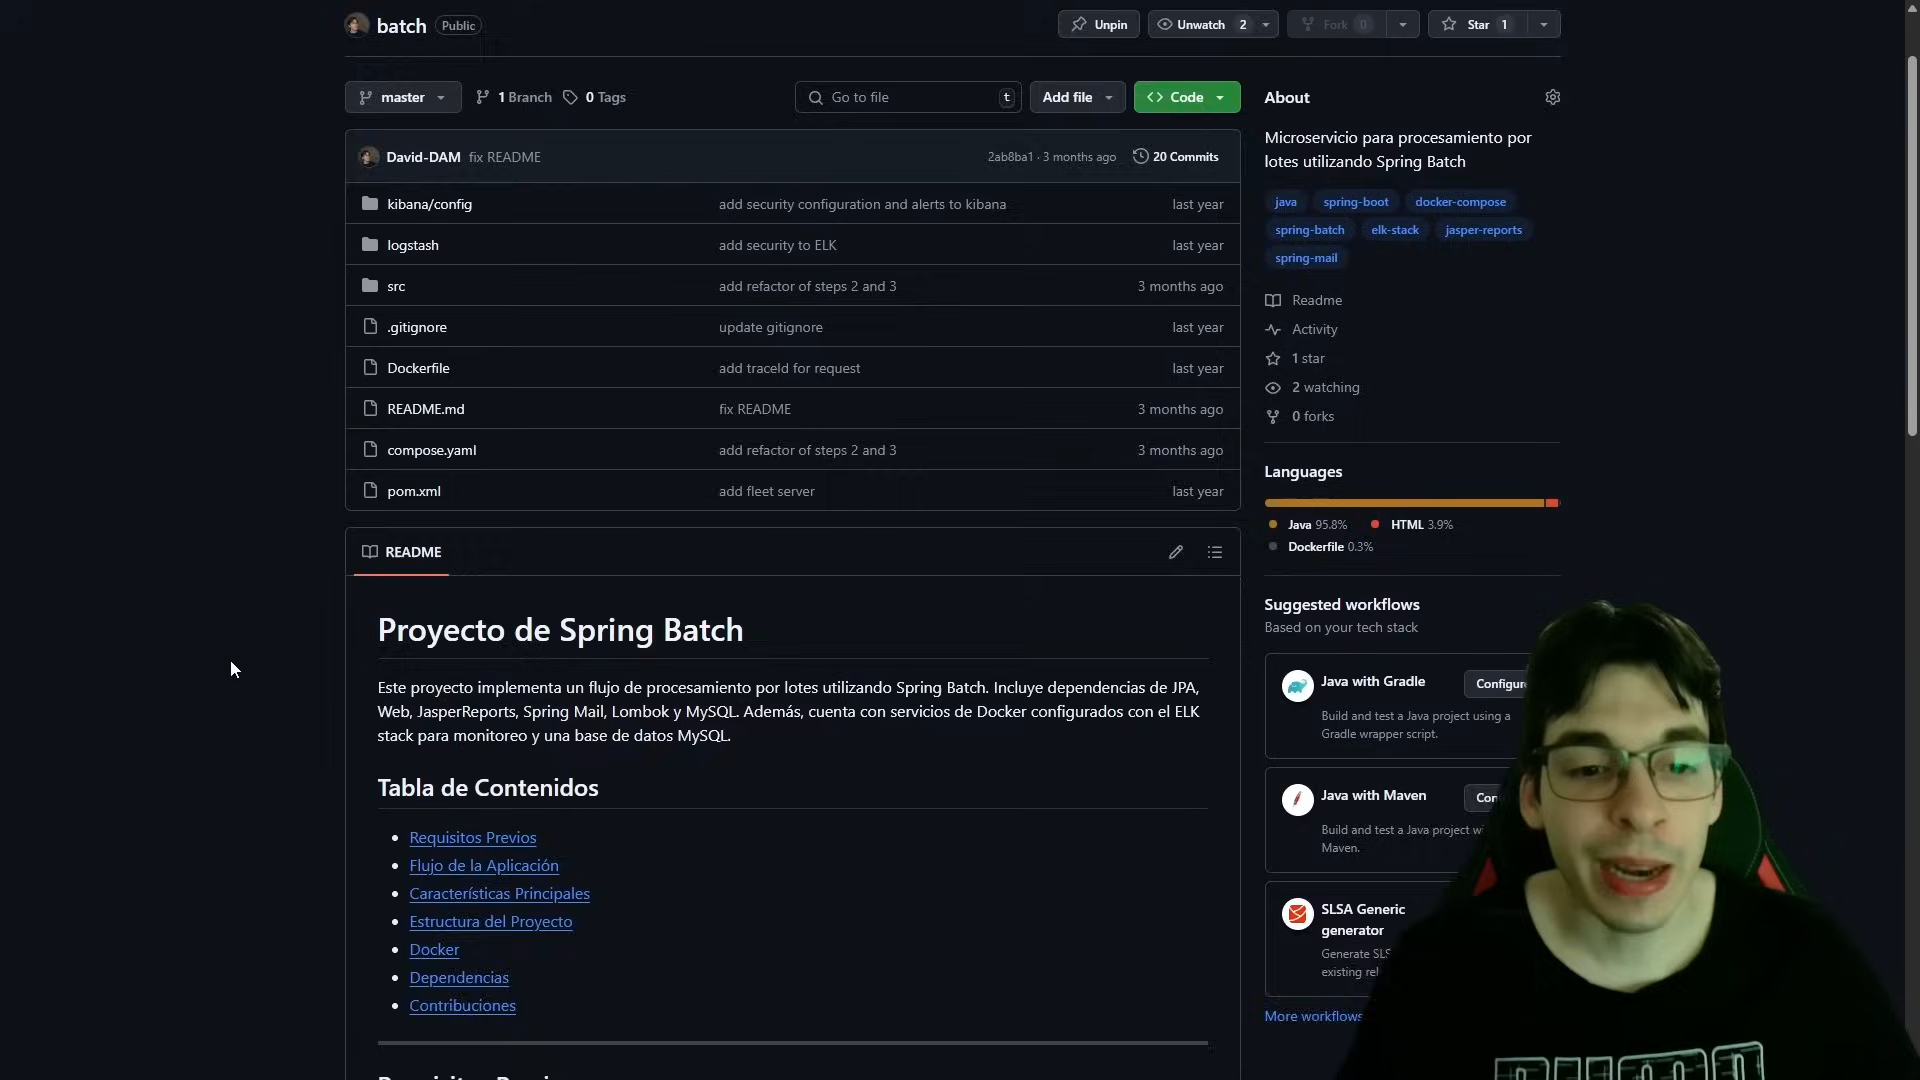 batch Public
Unpin
Unwatch 2
Fork 0
Star 1
master
1 Branch
0 Tags
Go to file t
Add file
Code
David-DAM fix README 2ab8ba1 · 3 months ago 20 Commits
kibana/config add security configuration and alerts to kibana last year
logstash add security to ELK last year
src add refactor of steps 2 and 3 3 months ago
.gitignore update gitignore last year
Dockerfile add traceId for request last year
README.md fix README 3 months ago
compose.yaml add refactor of steps 2 and 3 3 months ago
pom.xml add fleet server last year
README
Proyecto de Spring Batch
Este proyecto implementa un flujo de procesamiento por lotes utilizando Spring Batch. Incluye dependencias de JPA,
Web, JasperReports, Spring Mail, Lombok y MySQL. Además, cuenta con servicios de Docker configurados con el ELK
stack para monitoreo y una base de datos MySQL.
Tabla de Contenidos
• Requisitos Previos
• Flujo de la Aplicación
• Características Principales
• Estructura del Proyecto
• Docker
• Dependencias
• Contribuciones
About
Microservicio para procesamiento por
lotes utilizando Spring Batch
java spring-boot docker-compose
spring-batch elk-stack jasper-reports
spring-mail
Readme
Activity
1 star
2 watching
0 forks
Languages
Java 95.8% HTML 3.9%
Dockerfile 0.3%
Suggested workflows
Based on your tech stack
Java with Gradle Configure
Build and test a Java project using a
Gradle wrapper script.
Java with Maven
Build and test a Java project
Maven.
SLSA Generic
generator
Generate
existing
More workflows